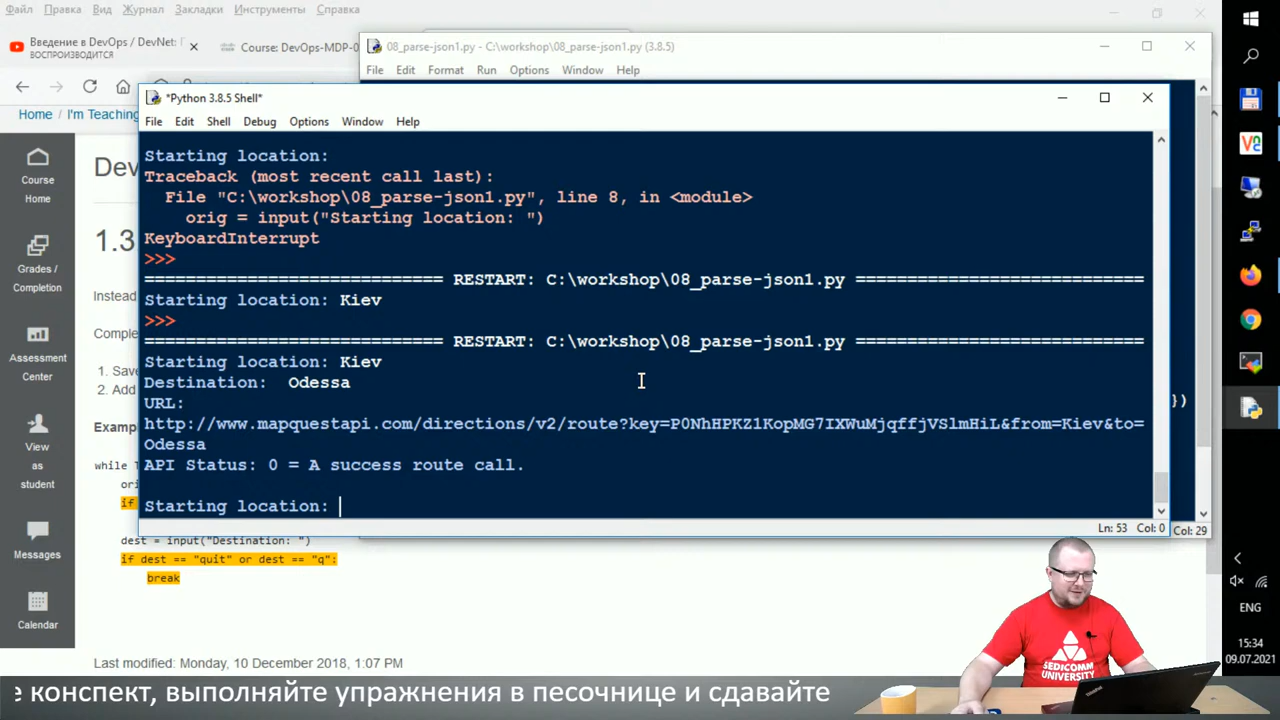 Файл Правка Вид Журнал Закладки Инструменты Справка
Введение в DevOps / DevNet:
ВОСПРОИЗВОДИТСЯ
Course: DevOps-MDP-0
08_parse-json1.py - C:\workshop\08_parse-json1.py (3.8.5)
File Edit Format Run Options Window Help
Home / I'm Teaching
*Python 3.8.5 Shell*
File Edit Shell Debug Options Window Help
Starting location:
Traceback (most recent call last):
File "C:\workshop\08_parse-json1.py", line 8, in <module>
orig = input("Starting location: ")
KeyboardInterrupt
>>>
============================= RESTART: C:\workshop\08_parse-json1.py =============================
Starting location: Kiev
>>>
============================= RESTART: C:\workshop\08_parse-json1.py =============================
Starting location: Kiev
Destination:  Odessa
URL:
http://www.mapquestapi.com/directions/v2/route?key=P0NhHPKZ1KopMG7IXWuMjqffjVSlmHiL&from=Kiev&to=
Odessa
API Status: 0 = A success route call.
Starting location:
Ln: 53 Col: 0
})
Col: 29
Course
Home
Grades /
Completion
Assessment
Center
View
as
student
Messages
Calendar
Dev
1.3
Instead
Comple
1. Save
2. Add
Examp
while T
ori
if
dest = input("Destination: ")
if dest == "quit" or dest == "q":
break
Last modified: Monday, 10 December 2018, 1:07 PM
SEDICOMM
UNIVERSITY
ThinkPad
VNC
ENG
15:34
09.07.2021
е конспект, выполняйте упражнения в песочнице и сдавайте